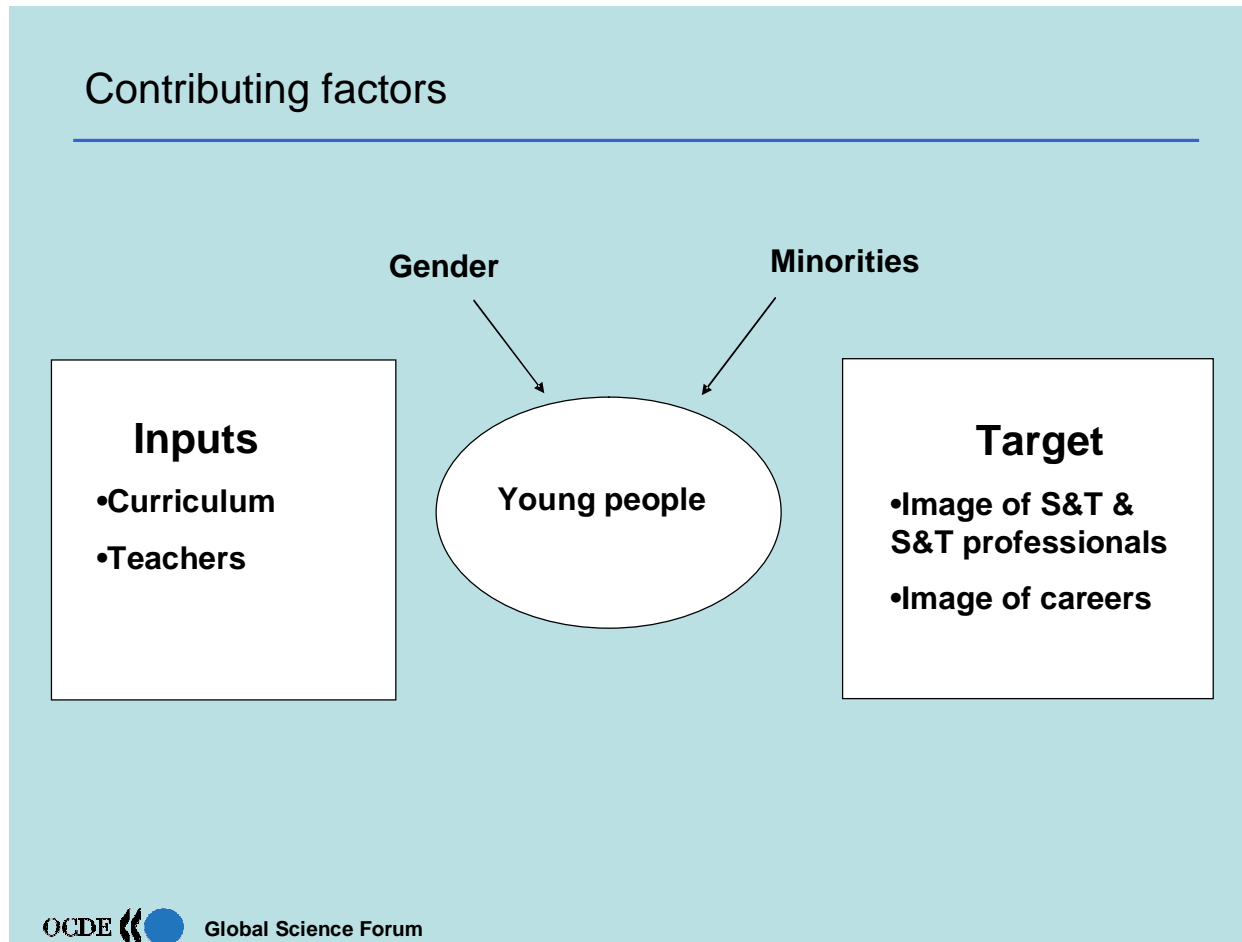 Contributing factors
Gender
Minorities
Inputs
•Curriculum
•Teachers
Young people
Target
•Image of S&T &
S&T professionals
•Image of careers
OCDE
Global Science Forum